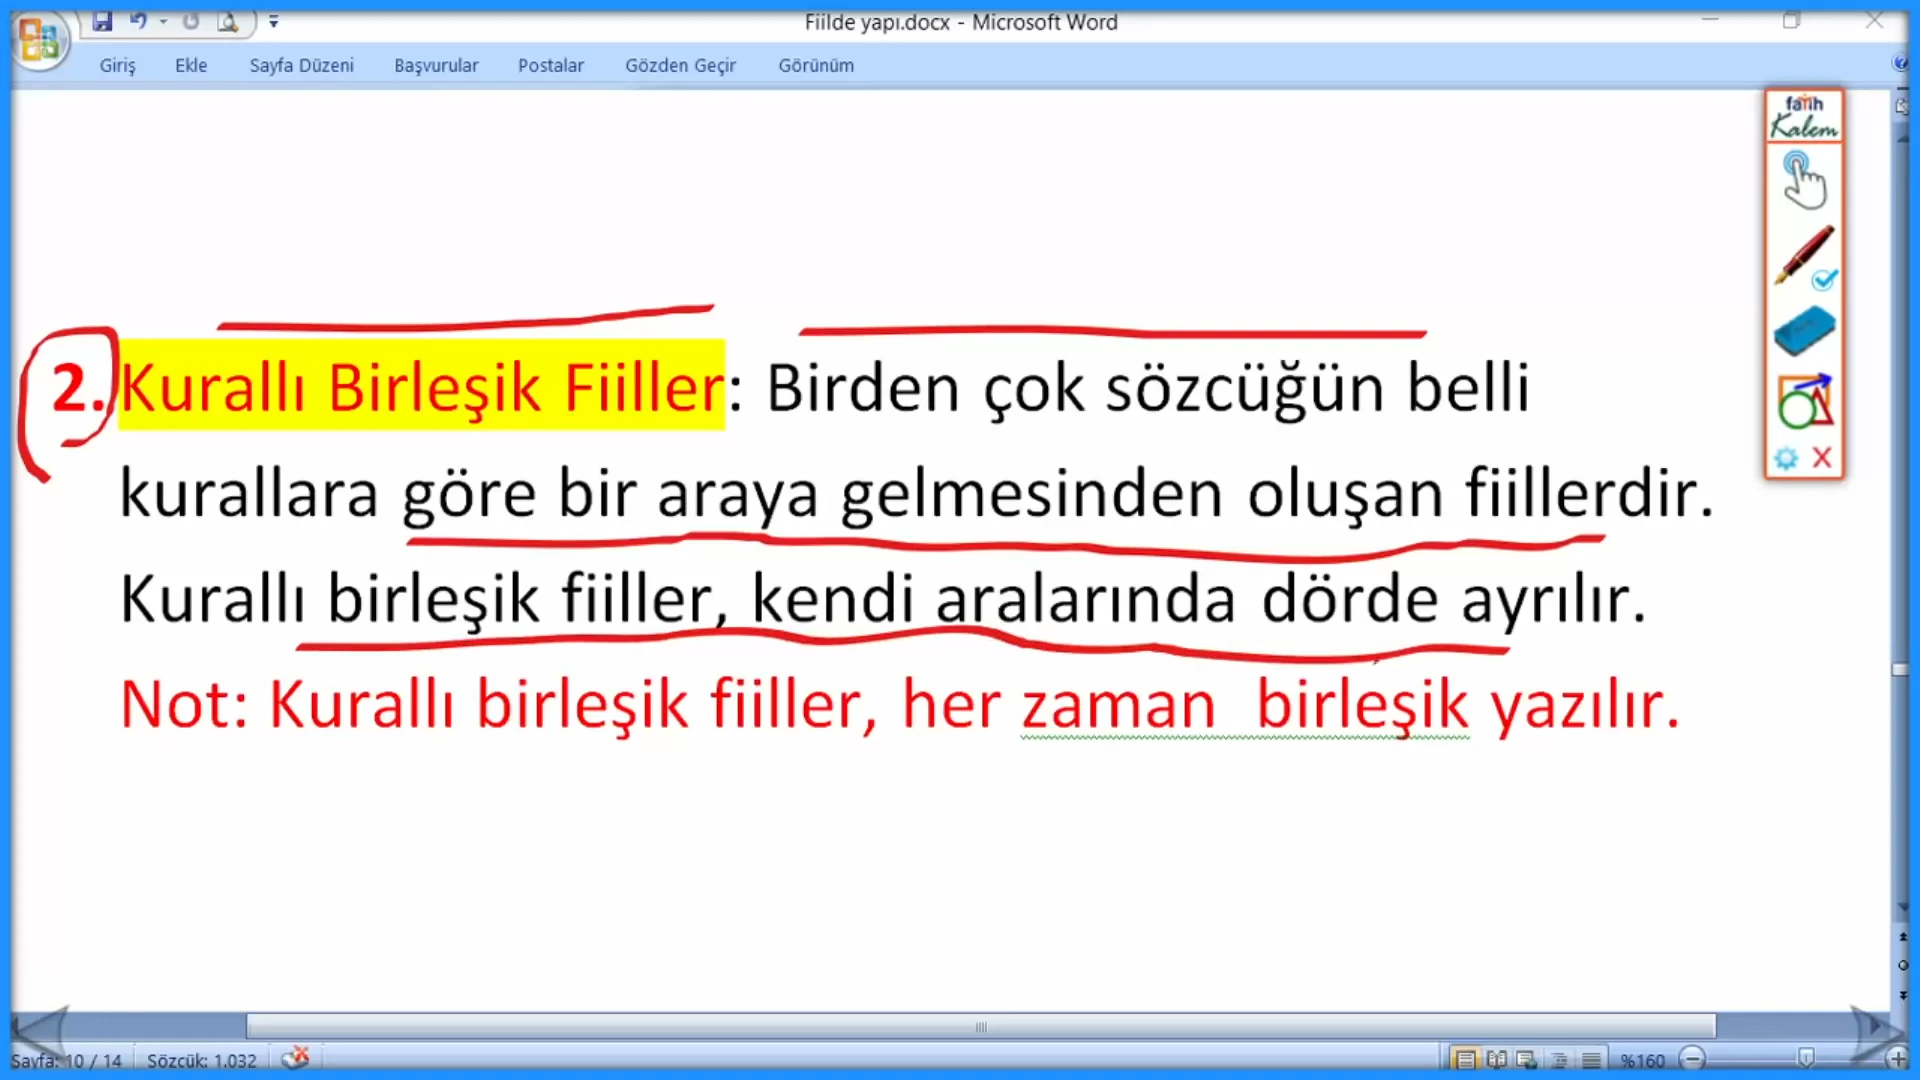 Fiilde yapı.docx - Microsoft Word
Giriş Ekle Sayfa Düzeni Başvurular Postalar Gözden Geçir Görünüm
fatih
Kalem
2. Kurallı Birleşik Fiiller: Birden çok sözcüğün belli
kurallara göre bir araya gelmesinden oluşan fiillerdir.
Kurallı birleşik fiiller, kendi aralarında dörde ayrılır.
Not: Kurallı birleşik fiiller, her zaman  birleşik yazılır.
Sayfa: 10 / 14 Sözcük: 1.032 %160